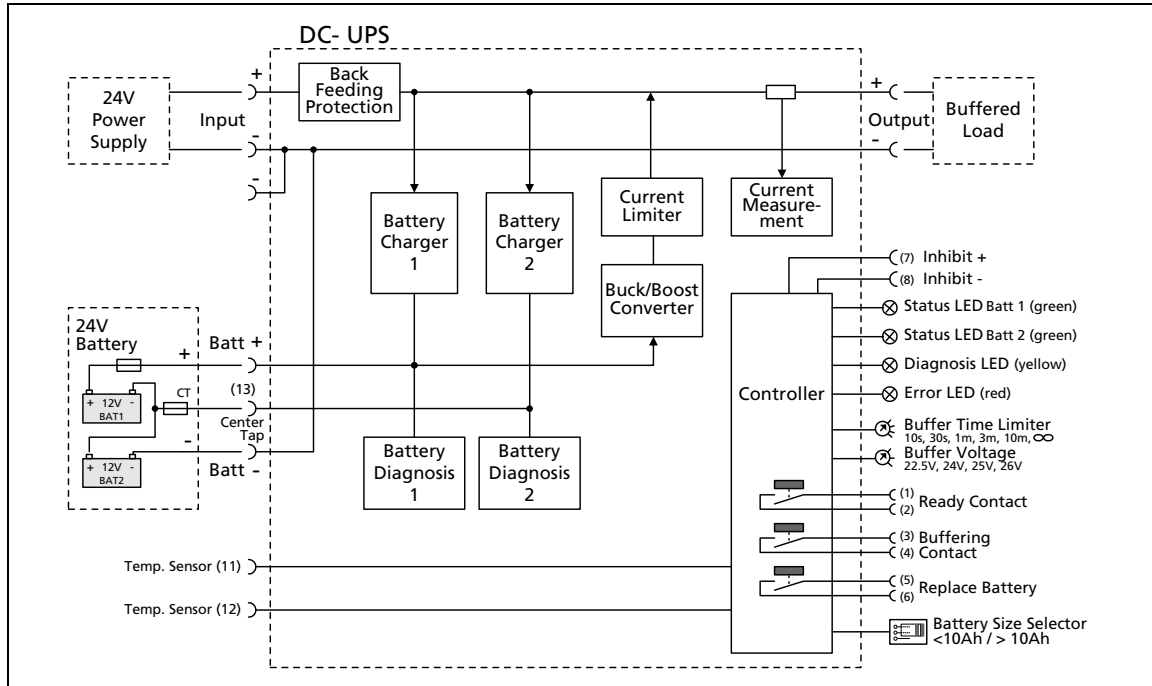 DC- UPS
24V
Power
Supply
+
Input
-
-
Back
Feeding
Protection
+
Output
-
Buffered
Load
Battery
Charger
1
Battery
Charger
2
Current
Limiter
Current
Measure-
ment
Buck/Boost
Converter
24V
Battery
+
Batt +
+ 12V -
BAT1
CT
(13)
Center
Tap
-
Batt -
+ 12V -
BAT2
Battery
Diagnosis
1
Battery
Diagnosis
2
Temp. Sensor (11)
Temp. Sensor (12)
Controller
(7) Inhibit +
(8) Inhibit -
Status LED Batt 1 (green)
Status LED Batt 2 (green)
Diagnosis LED (yellow)
Error LED (red)
Buffer Time Limiter
10s, 30s, 1m, 3m, 10m, ∞
Buffer Voltage
22.5V, 24V, 25V, 26V
(1)
Ready Contact
(2)
(3) Buffering
(4) Contact
(5)
Replace Battery
(6)
Battery Size Selector
<10Ah / > 10Ah